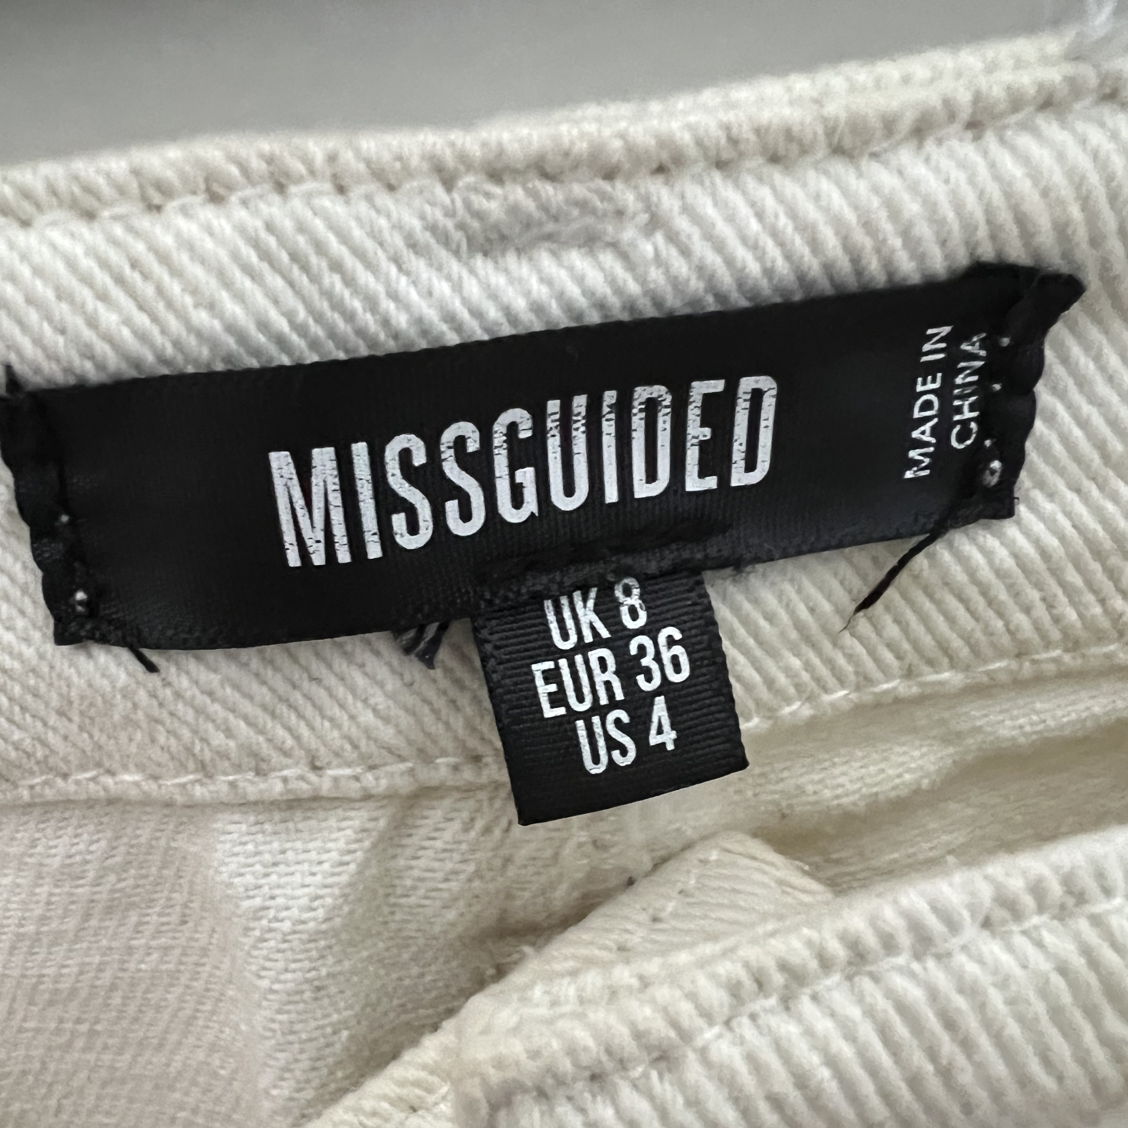 MISSGUIDED
MADE IN
CHINA
UK 8
EUR 36
US 4